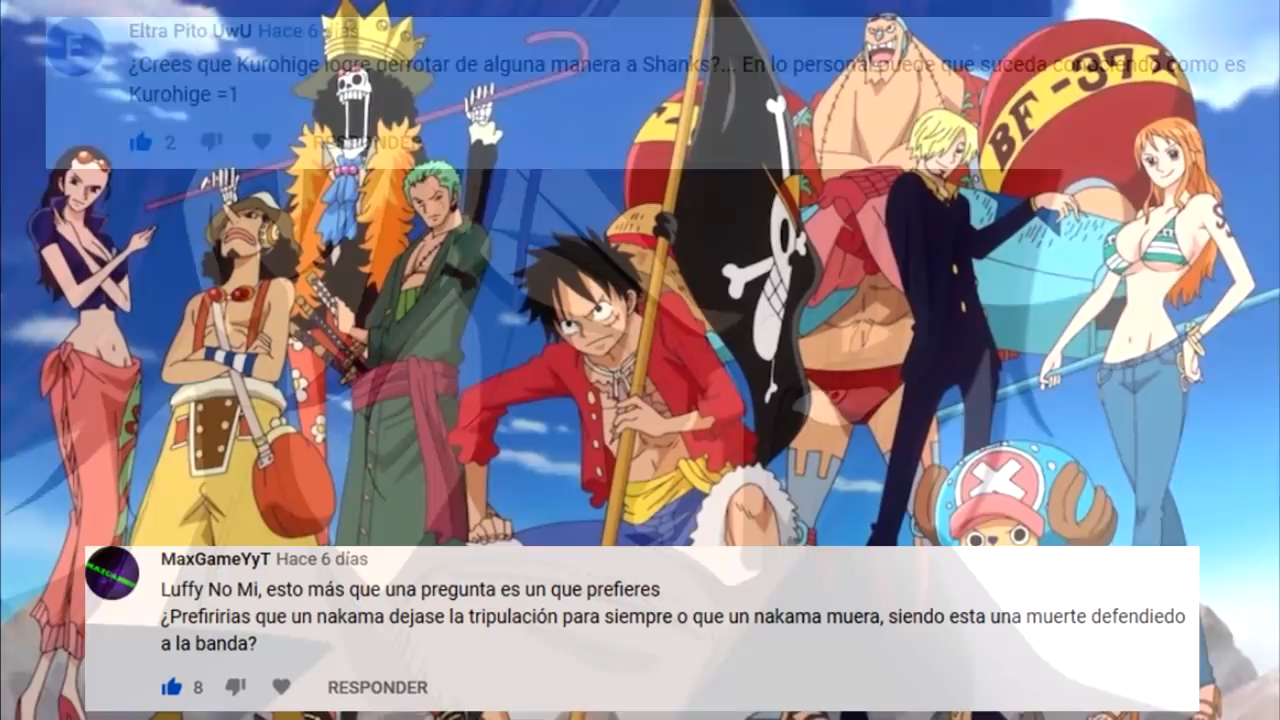 Eltra Pito UwU Hace 6 días
¿Crees que Kurohige logre derrotar de alguna manera a Shanks?... En lo personal puede que suceda conociendo como es
Kurohige =1
2 RESPONDER
BF-37
MAXGAME
MaxGameYyT Hace 6 días
Luffy No Mi, esto más que una pregunta es un que prefieres
¿Prefiririas que un nakama dejase la tripulación para siempre o que un nakama muera, siendo esta una muerte defendiedo
a la banda?
8 RESPONDER